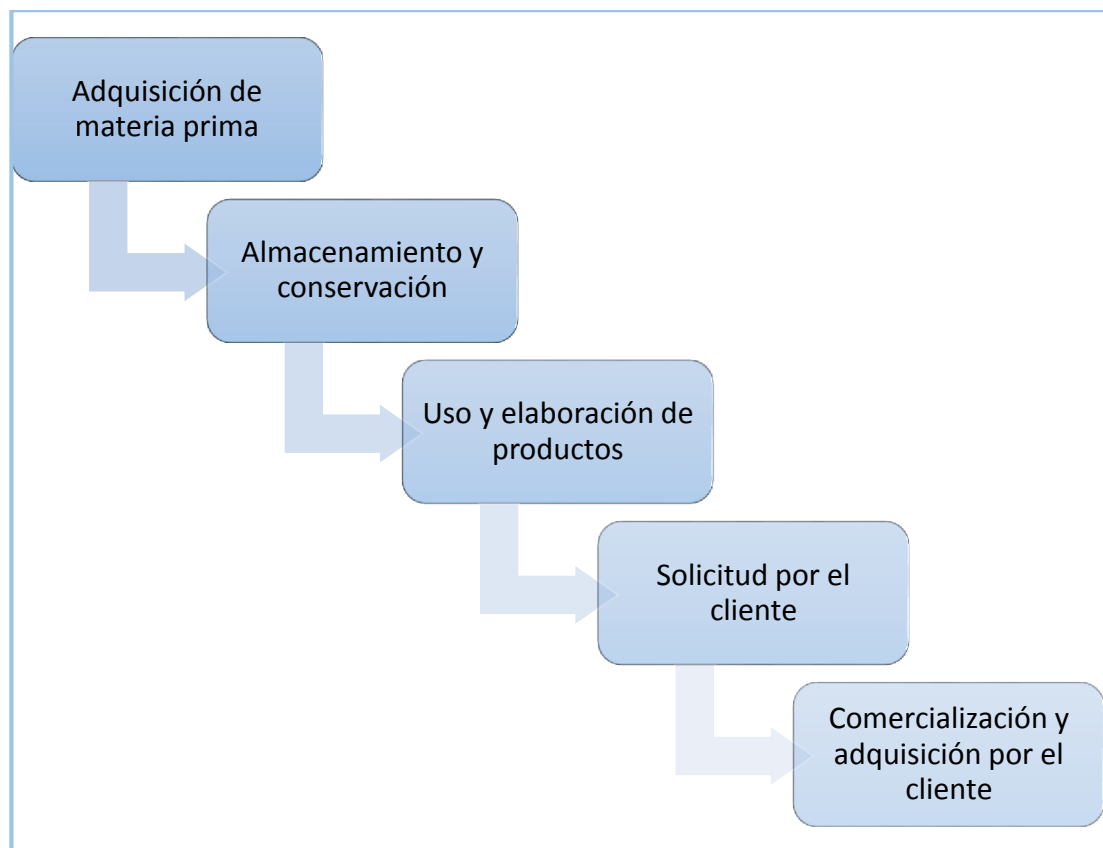 Adquisición de
materia prima
Almacenamiento y
conservación
Uso y elaboración de
productos
Solicitud por el
cliente
Comercialización y
adquisición por el
cliente